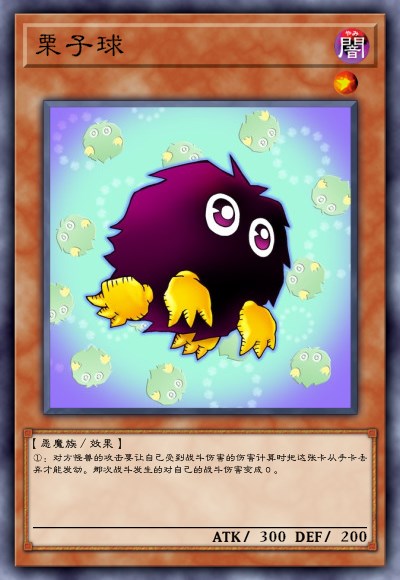 栗子球
やみ
闇
【恶魔族／效果】
①：对方怪兽的攻击要让自己受到战斗伤害的伤害计算时把这张卡从手卡丢
弃才能发动。那次战斗发生的对自己的战斗伤害变成０。
ATK/ 300 DEF/ 200